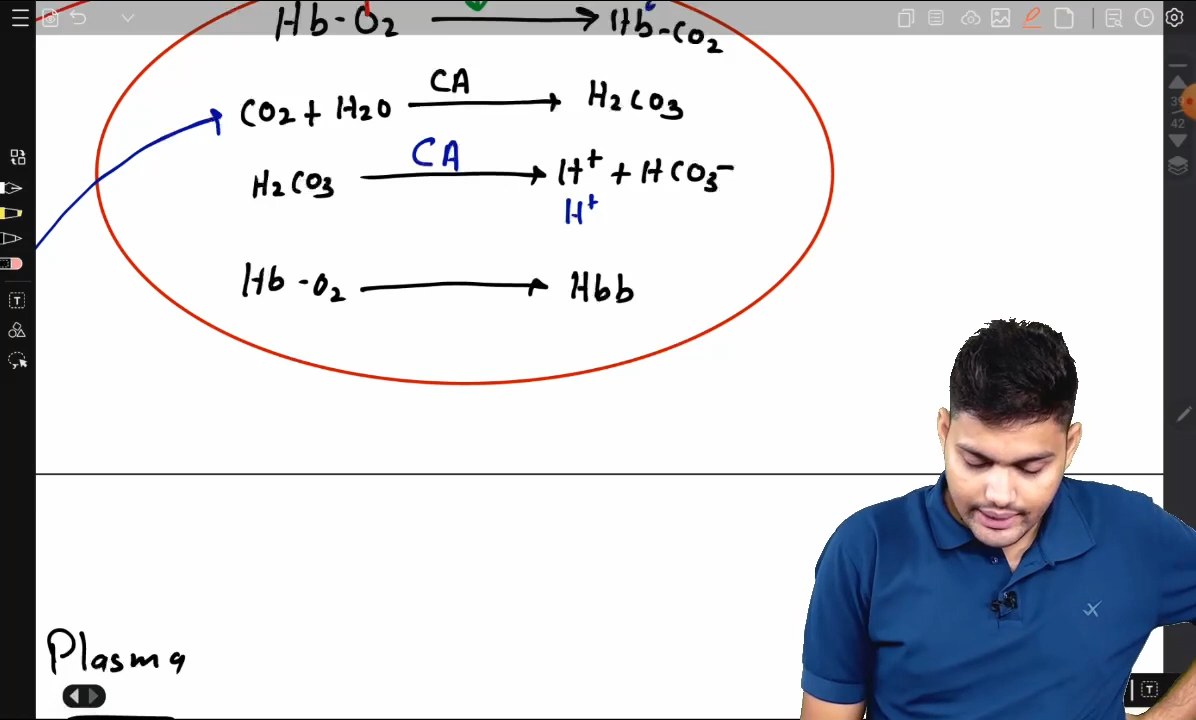 Hb-O2 → Hb-CO2
CO2 + H2O CA → H2CO3
H2CO3 CA → H+ + HCO3-
H+
Hb-O2 → Hbb
Plasma